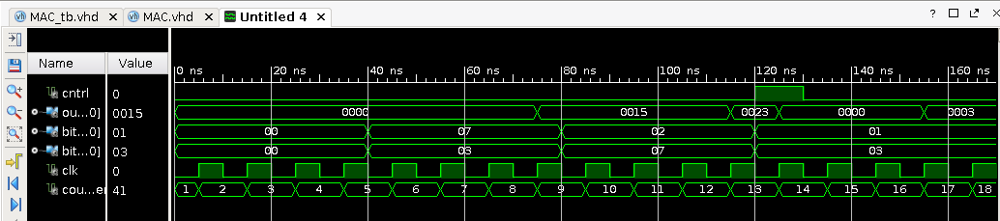 MAC_tb.vhd × MAC.vhd × Untitled 4 × ? ×
Name Value
0 ns 20 ns 40 ns 60 ns 80 ns 100 ns 120 ns 140 ns 160 ns
cntrl 0
ou...0] 0015 0000 0015 0023 0000 0003
bit...0] 01 00 07 02 01
bit...0] 03 00 03 07 03
clk 0
cou...er 41 1 2 3 4 5 6 7 8 9 10 11 12 13 14 15 16 17 18